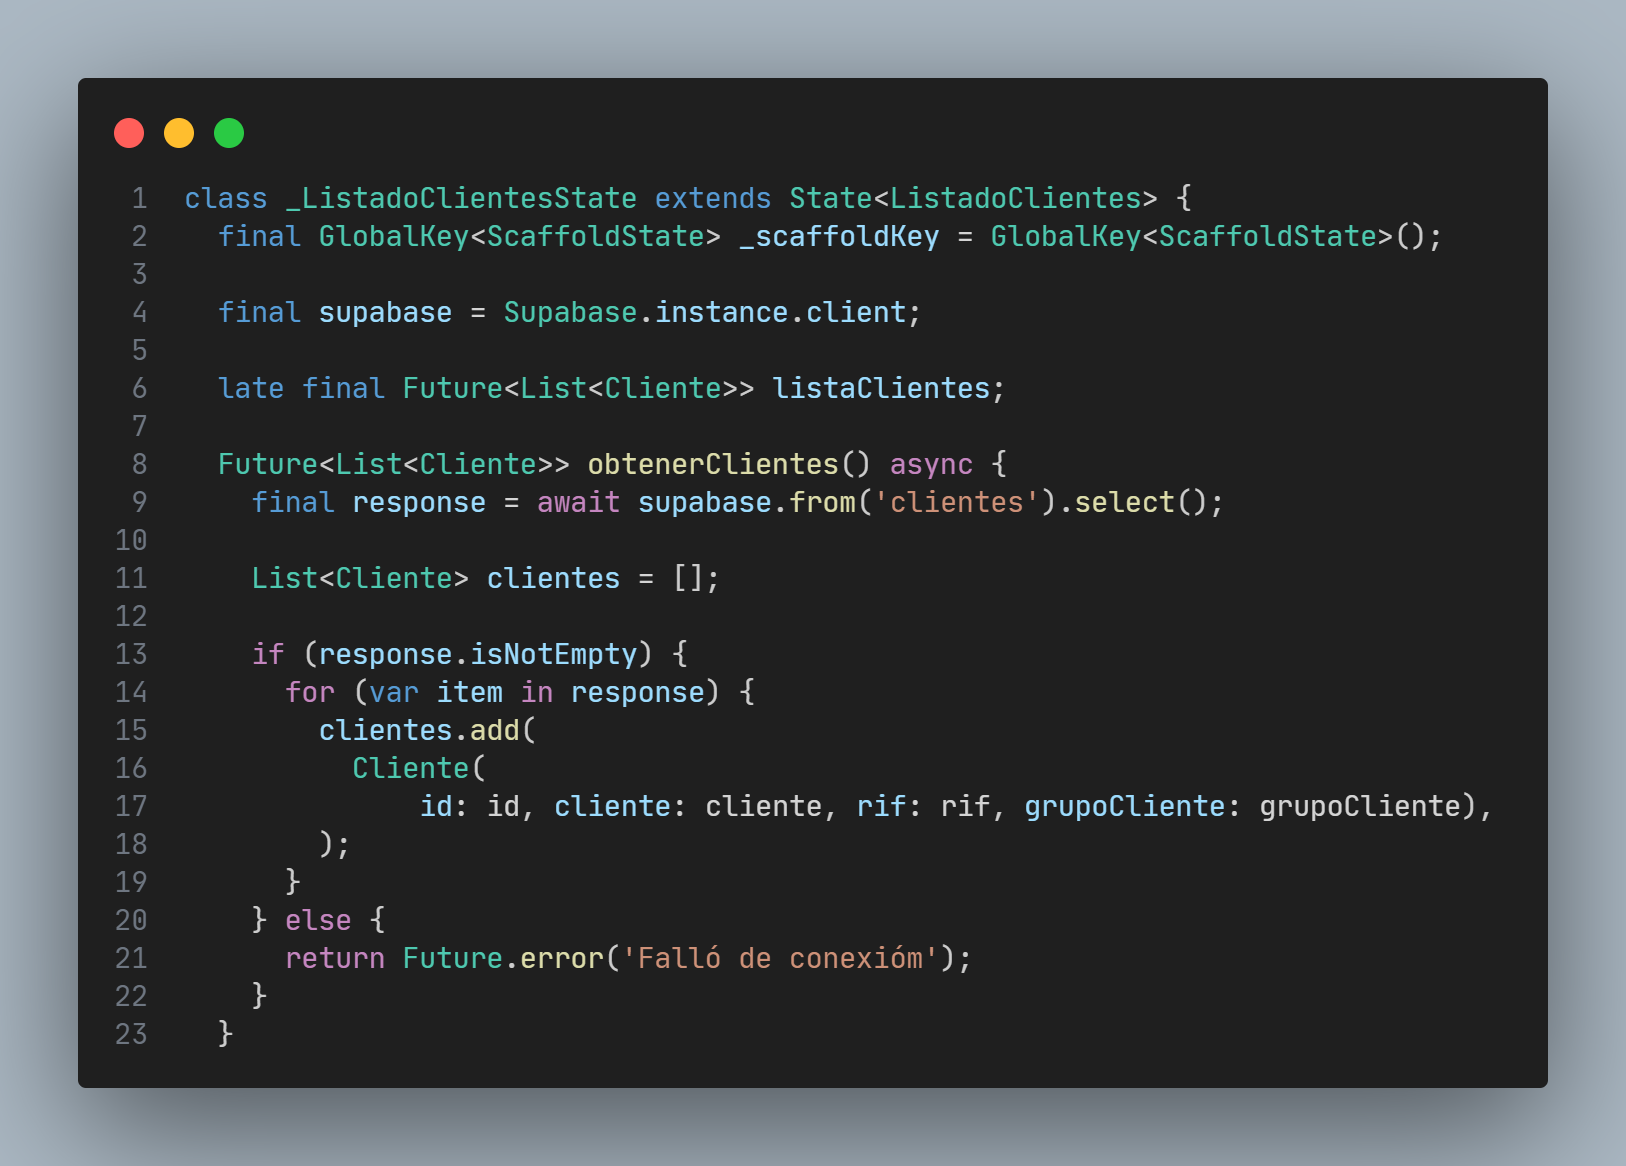 1 class _ListadoClientesState extends State<ListadoClientes> {
2   final GlobalKey<ScaffoldState> _scaffoldKey = GlobalKey<ScaffoldState>();
3
4   final supabase = Supabase.instance.client;
5
6   late final Future<List<Cliente>> listaClientes;
7
8   Future<List<Cliente>> obtenerClientes() async {
9     final response = await supabase.from('clientes').select();
10
11     List<Cliente> clientes = [];
12
13     if (response.isNotEmpty) {
14       for (var item in response) {
15         clientes.add(
16           Cliente(
17               id: id, cliente: cliente, rif: rif, grupoCliente: grupoCliente),
18         );
19       }
20     } else {
21       return Future.error('Falló de conexióm');
22     }
23   }